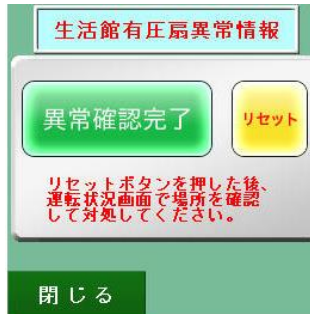 生活館有圧扇異常情報
異常確認完了
リセット
リセットボタンを押した後、
運転状況画面で場所を確認
して対処してください。
閉じる